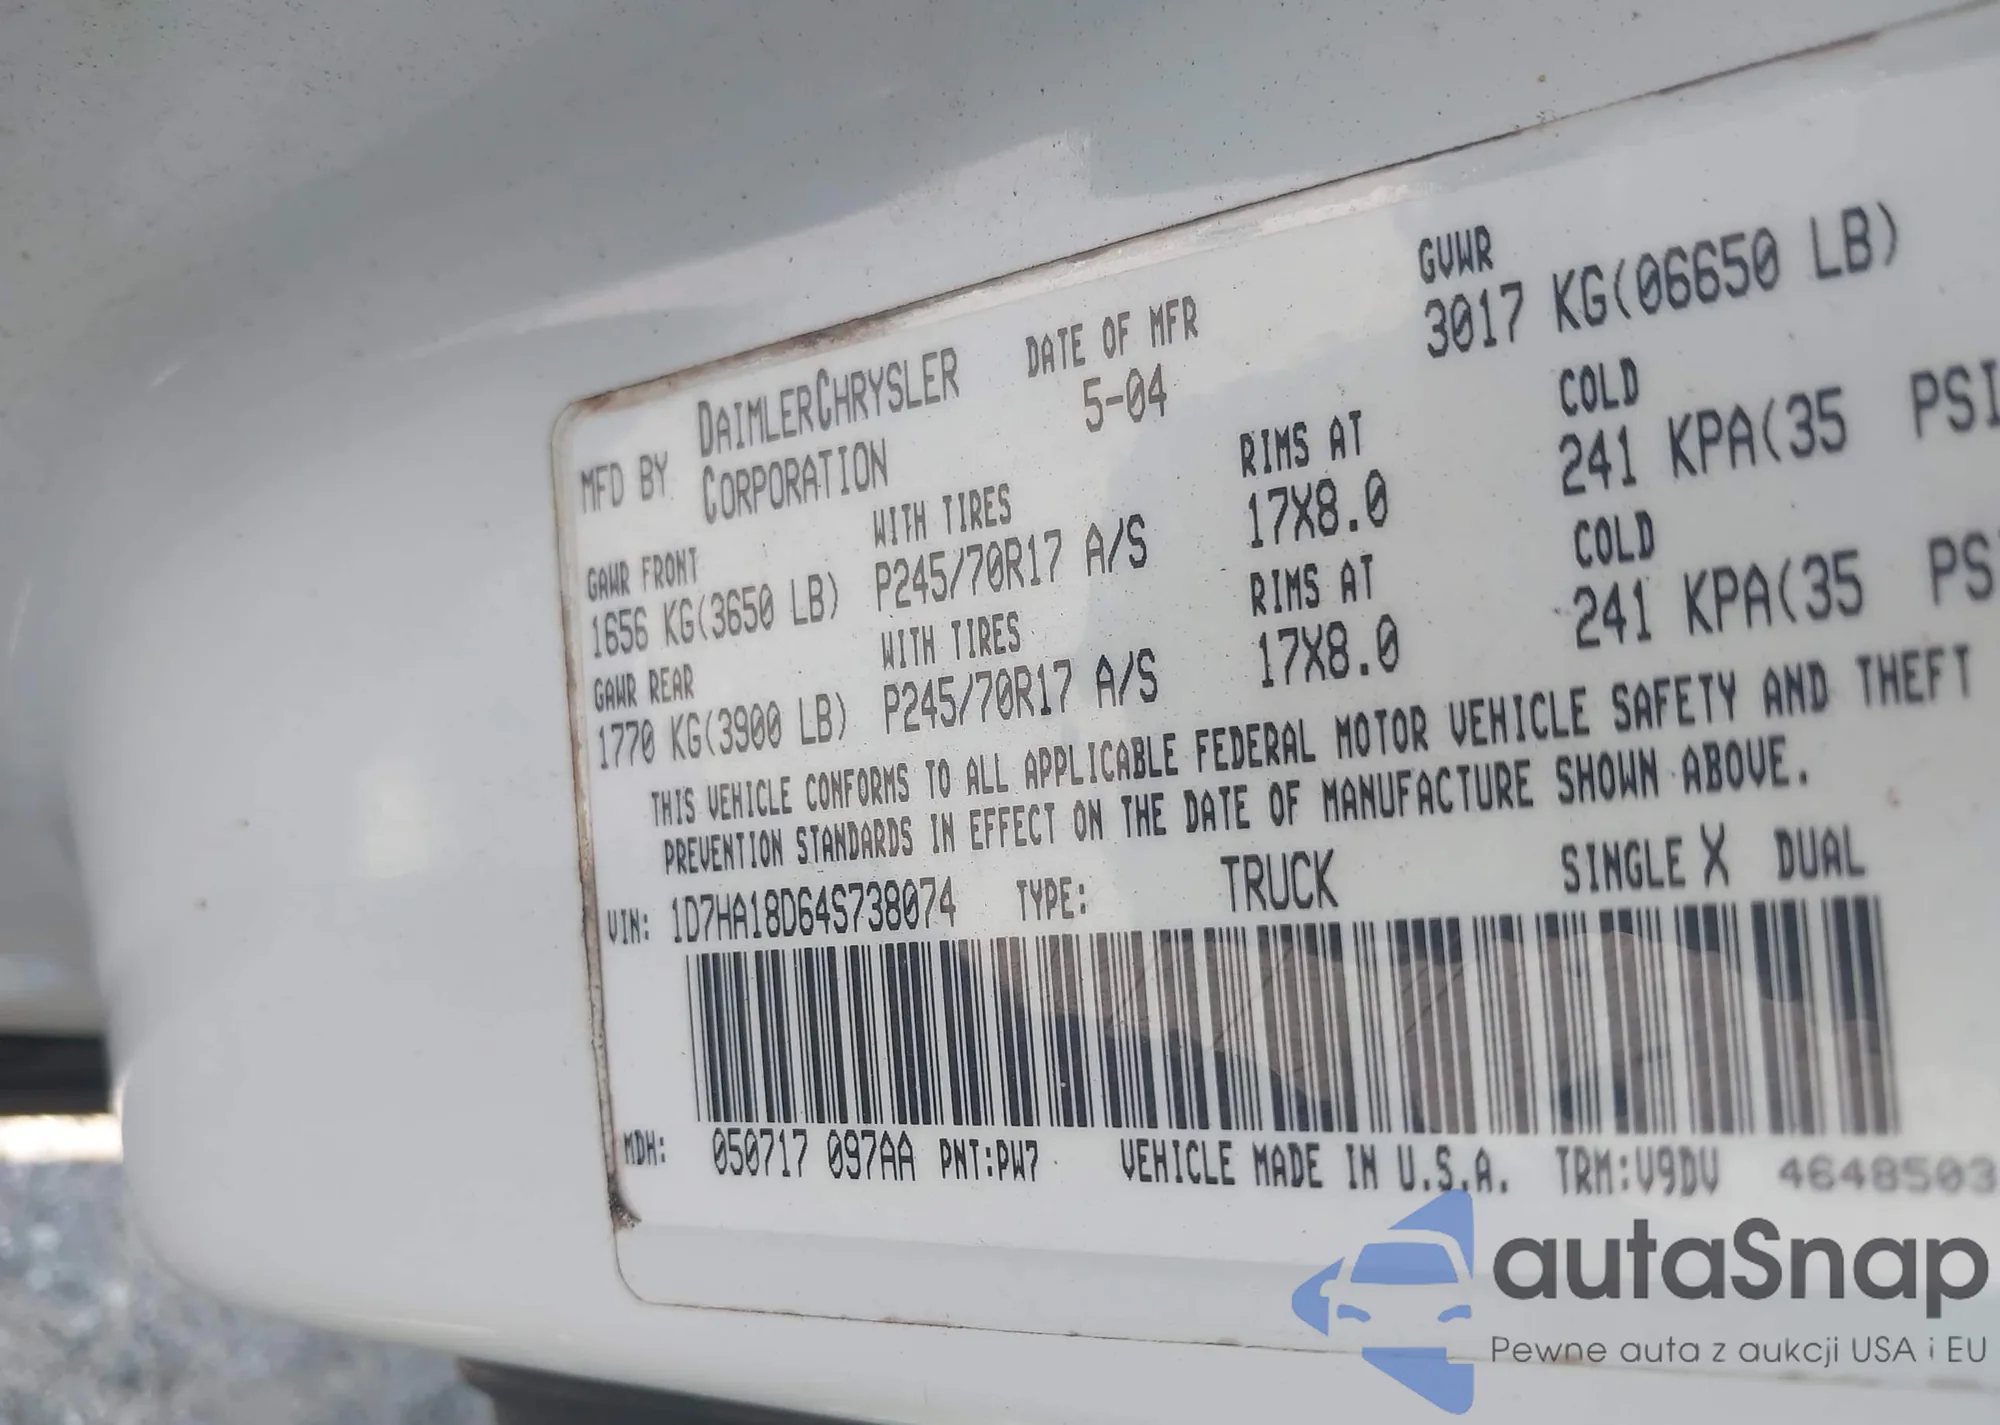 MFD BY DAIMLERCHRYSLER CORPORATION
DATE OF MFR 5-04
GVWR 3017 KG(06650 LB)
GAWR FRONT WITH TIRES RIMS AT COLD
1656 KG(3650 LB) P245/70R17 A/S 17X8.0 241 KPA(35 PSI
GAWR REAR WITH TIRES RIMS AT COLD
1770 KG(3900 LB) P245/70R17 A/S 17X8.0 241 KPA(35 PSI
THIS VEHICLE CONFORMS TO ALL APPLICABLE FEDERAL MOTOR VEHICLE SAFETY AND THEFT
PREVENTION STANDARDS IN EFFECT ON THE DATE OF MANUFACTURE SHOWN ABOVE.
VIN: 1D7HA18D64S738074 TYPE: TRUCK SINGLE X DUAL
MDH: 050717 097AA PNT:PW7 VEHICLE MADE IN U.S.A. TRM:V9DV 4648503
autaSnap
Pewne auta z aukcji USA i EU